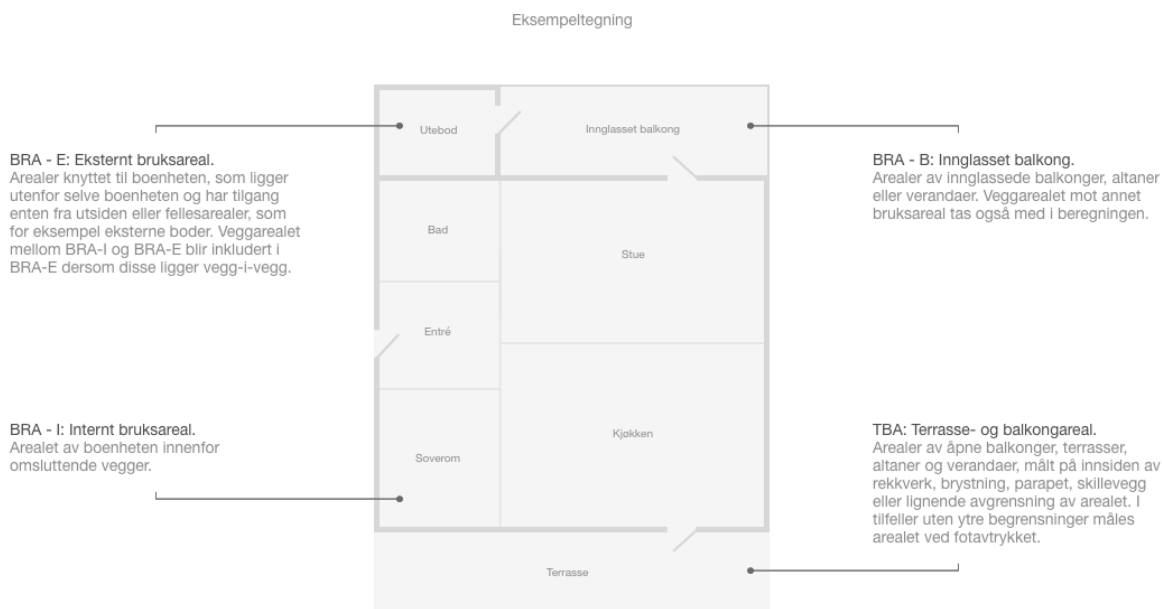 Eksempeltegning
Utebod
Innglasset balkong
BRA - E: Eksternt bruksareal.
Arealer knyttet til boenheten, som ligger
utenfor selve boenheten og har tilgang
enten fra utsiden eller fellesarealer, som
for eksempel eksterne boder. Veggarealet
mellom BRA-I og BRA-E blir inkludert i
BRA-E dersom disse ligger vegg-i-vegg.
BRA - B: Innglasset balkong.
Arealer av innglassede balkonger, altaner
eller verandaer. Veggarealet mot annet
bruksareal tas også med i beregningen.
Bad
Stue
Entré
BRA - I: Internt bruksareal.
Arealet av boenheten innenfor
omsluttende vegger.
Soverom
Kjøkken
TBA: Terrasse- og balkongareal.
Arealer av åpne balkonger, terrasser,
altaner og verandaer, målt på innsiden av
rekkverk, brystning, parapet, skillevegg
eller lignende avgrensning av arealet. I
tilfeller uten ytre begrensninger måles
arealet ved fotavtrykket.
Terrasse